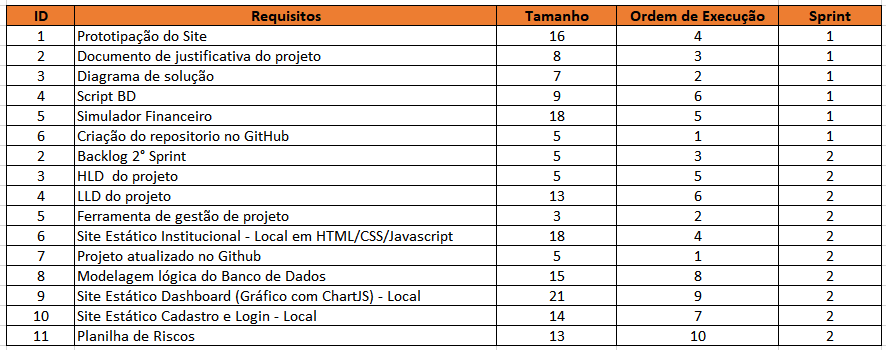 ID Requisitos Tamanho Ordem de Execução Sprint
1 Prototipação do Site 16 4 1
2 Documento de justificativa do projeto 8 3 1
3 Diagrama de solução 7 2 1
4 Script BD 9 6 1
5 Simulador Financeiro 18 5 1
6 Criação do repositorio no GitHub 5 1 1
2 Backlog 2° Sprint 5 3 2
3 HLD do projeto 5 5 2
4 LLD do projeto 13 6 2
5 Ferramenta de gestão de projeto 3 2 2
6 Site Estático Institucional - Local em HTML/CSS/Javascript 18 4 2
7 Projeto atualizado no Github 5 1 2
8 Modelagem lógica do Banco de Dados 15 8 2
9 Site Estático Dashboard (Gráfico com ChartJS) - Local 21 9 2
10 Site Estático Cadastro e Login - Local 14 7 2
11 Planilha de Riscos 13 10 2